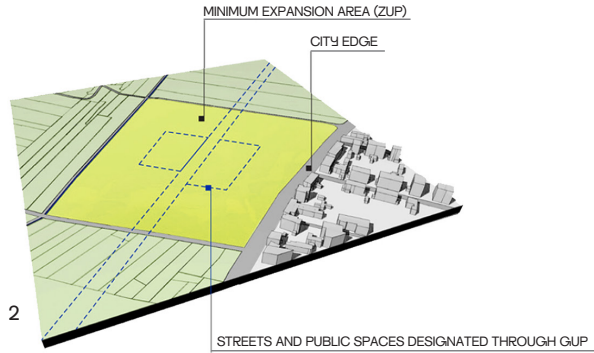 MINIMUM EXPANSION AREA (ZUP)
CITY EDGE
2
STREETS AND PUBLIC SPACES DESIGNATED THROUGH GUP